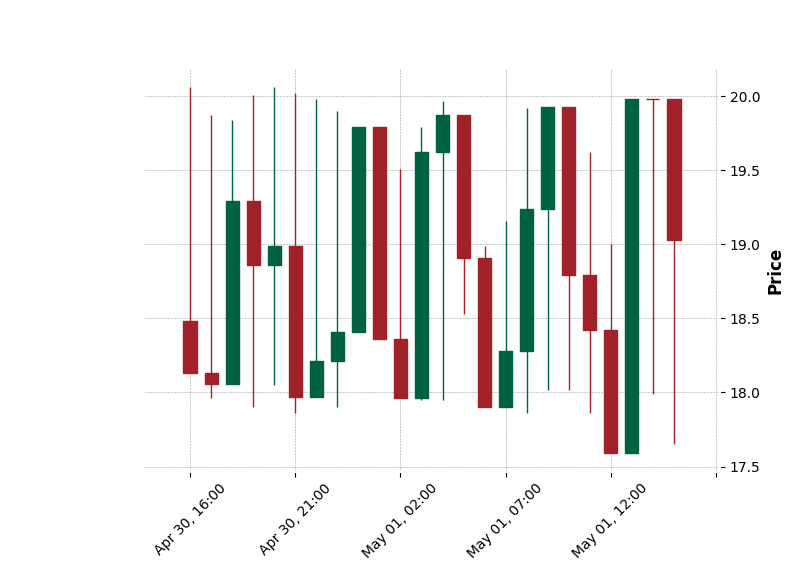 20.0
19.5
19.0
18.5
18.0
17.5
Price
Apr 30, 16:00
Apr 30, 21:00
May 01, 02:00
May 01, 07:00
May 01, 12:00